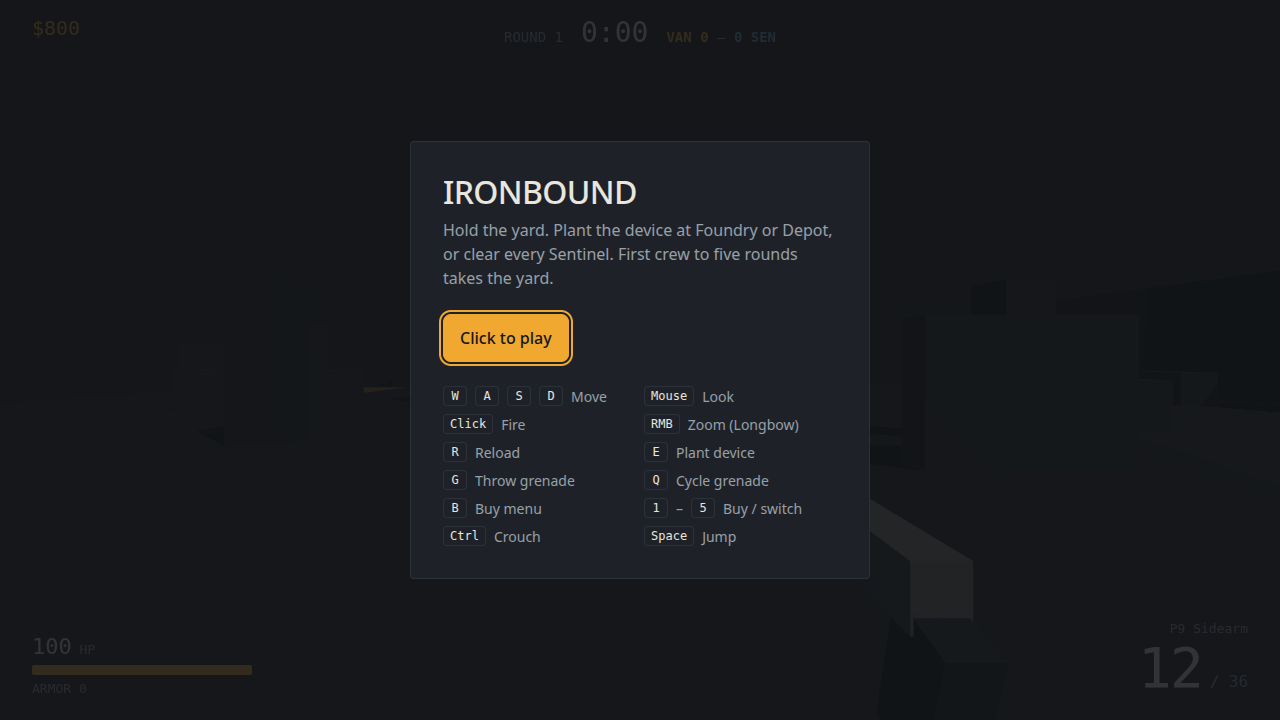 $800
ROUND 1 0:00 VAN 0 – 0 SEN
IRONBOUND
Hold the yard. Plant the device at Foundry or Depot,
or clear every Sentinel. First crew to five rounds
takes the yard.
Click to play
W A S D Move Mouse Look
Click Fire RMB Zoom (Longbow)
R Reload E Plant device
G Throw grenade Q Cycle grenade
B Buy menu 1 – 5 Buy / switch
Ctrl Crouch Space Jump
100 HP
ARMOR 0
P9 Sidearm
12 / 36